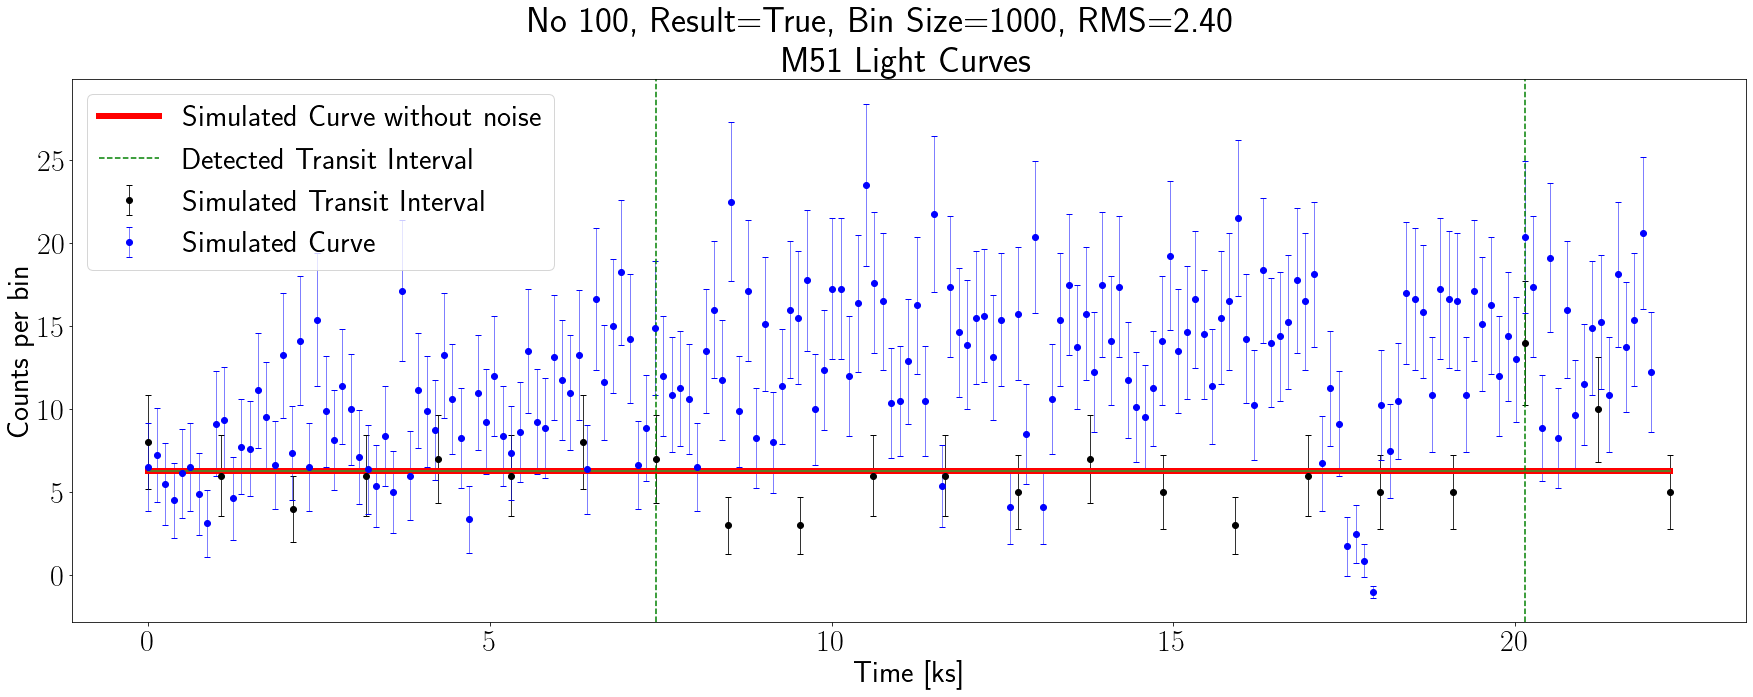 No 100, Result=True, Bin Size=1000, RMS=2.40
M51 Light Curves
Simulated Curve without noise
Detected Transit Interval
Simulated Transit Interval
Simulated Curve
Counts per bin
25
20
15
10
5
0
0 5 10 15 20
Time [ks]